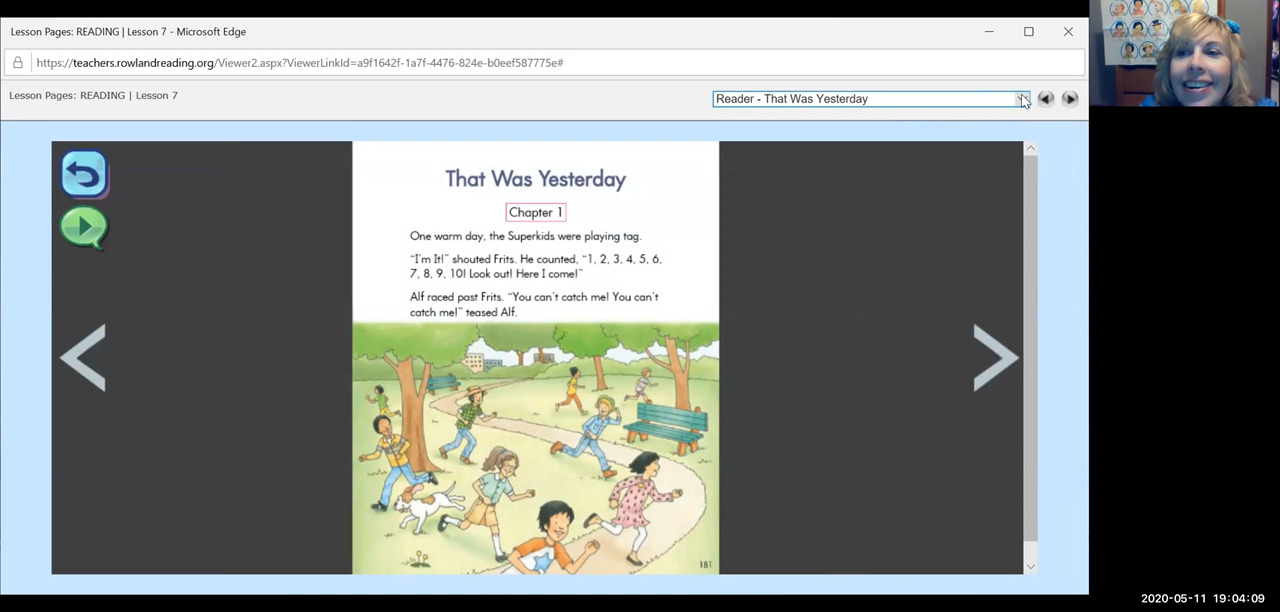 Lesson Pages: READING | Lesson 7 - Microsoft Edge
https://teachers.rowlandreading.org/Viewer2.aspx?ViewerLinkId=a9f1642f-1a7f-4476-824e-b0eef587775e#
Lesson Pages: READING | Lesson 7
Reader - That Was Yesterday
That Was Yesterday
Chapter 1
One warm day, the Superkids were playing tag.
"I'm It!" shouted Frits. He counted, "1, 2, 3, 4, 5, 6,
7, 8, 9, 10! Look out! Here I come!"
Alf raced past Frits. "You can't catch me! You can't
catch me!" teased Alf.
181
2020-05-11 19:04:09